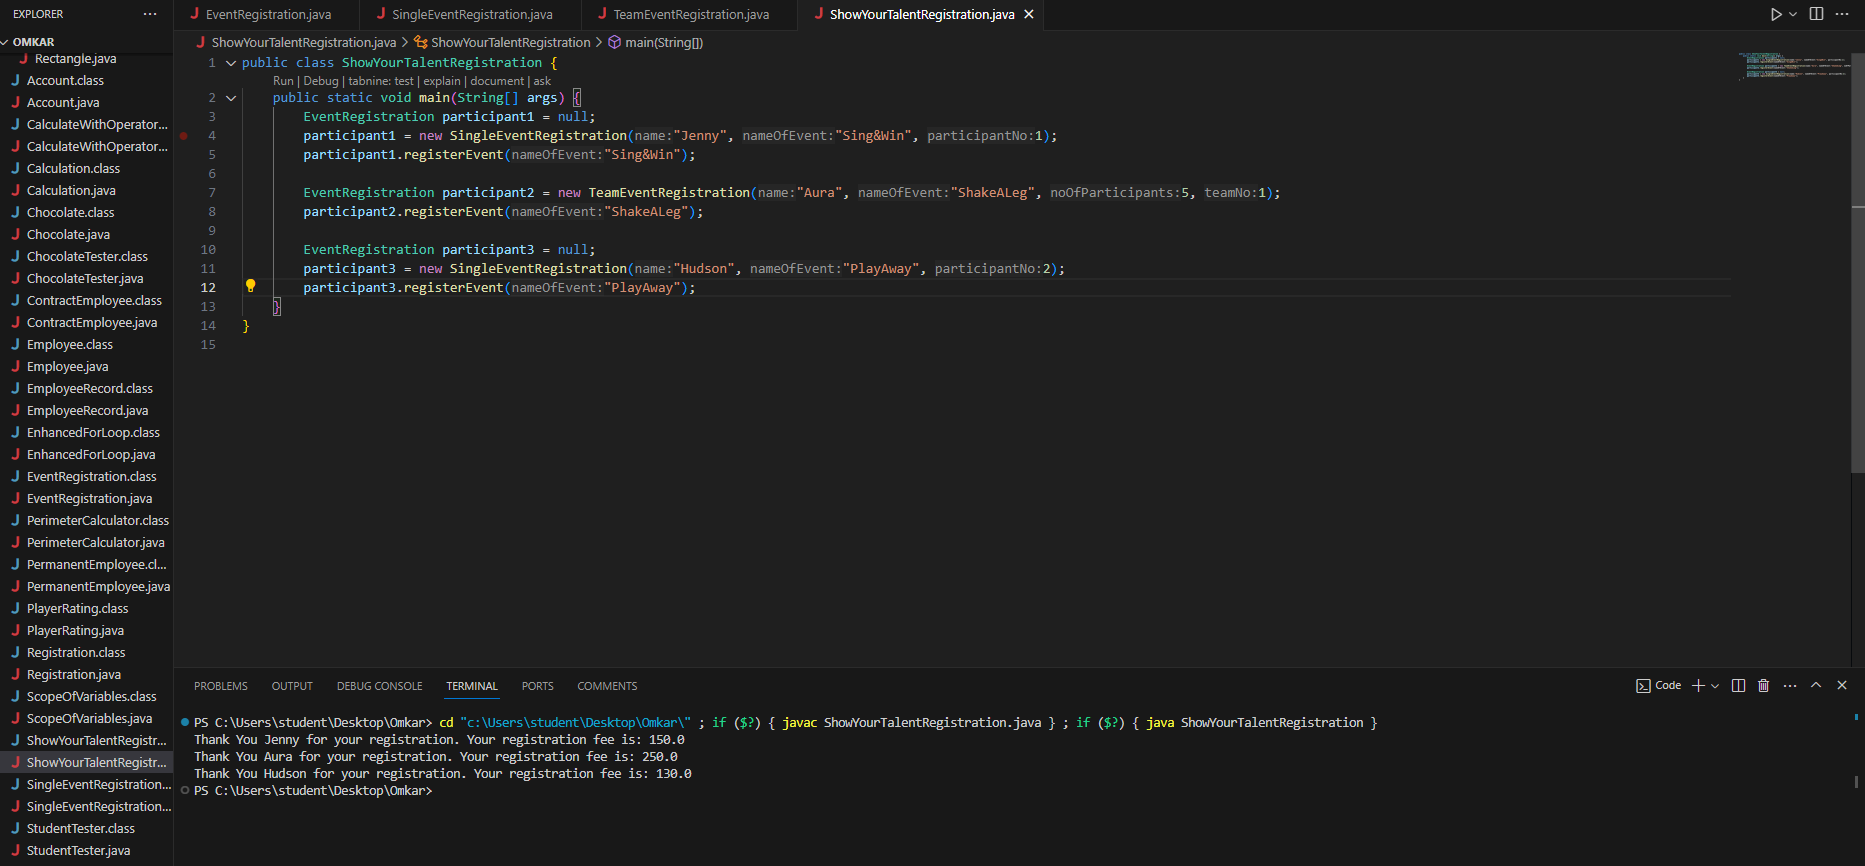 EXPLORER
OMKAR
Rectangle.java
Account.class
Account.java
CalculateWithOperator...
CalculateWithOperator...
Calculation.class
Calculation.java
Chocolate.class
Chocolate.java
ChocolateTester.class
ChocolateTester.java
ContractEmployee.class
ContractEmployee.java
Employee.class
Employee.java
EmployeeRecord.class
EmployeeRecord.java
EnhancedForLoop.class
EnhancedForLoop.java
EventRegistration.class
EventRegistration.java
PerimeterCalculator.class
PerimeterCalculator.java
PermanentEmployee.cl...
PermanentEmployee.java
PlayerRating.class
PlayerRating.java
Registration.class
Registration.java
ScopeOfVariables.class
ScopeOfVariables.java
ShowYourTalentRegistr...
ShowYourTalentRegistr...
SingleEventRegistration...
SingleEventRegistration...
StudentTester.class
StudentTester.java
EventRegistration.java SingleEventRegistration.java TeamEventRegistration.java ShowYourTalentRegistration.java
ShowYourTalentRegistration.java > ShowYourTalentRegistration > main(String[])
1 public class ShowYourTalentRegistration {
Run | Debug | tabnine: test | explain | document | ask
2 public static void main(String[] args) {
3 EventRegistration participant1 = null;
4 participant1 = new SingleEventRegistration(name:"Jenny", nameOfEvent:"Sing&Win", participantNo:1);
5 participant1.registerEvent(nameOfEvent:"Sing&Win");
6
7 EventRegistration participant2 = new TeamEventRegistration(name:"Aura", nameOfEvent:"ShakeALeg", noOfParticipants:5, teamNo:1);
8 participant2.registerEvent(nameOfEvent:"ShakeALeg");
9
10 EventRegistration participant3 = null;
11 participant3 = new SingleEventRegistration(name:"Hudson", nameOfEvent:"PlayAway", participantNo:2);
12 participant3.registerEvent(nameOfEvent:"PlayAway");
13 }
14 }
15
PROBLEMS OUTPUT DEBUG CONSOLE TERMINAL PORTS COMMENTS
Code
PS C:\Users\student\Desktop\Omkar> cd "c:\Users\student\Desktop\Omkar\" ; if ($?) { javac ShowYourTalentRegistration.java } ; if ($?) { java ShowYourTalentRegistration }
Thank You Jenny for your registration. Your registration fee is: 150.0
Thank You Aura for your registration. Your registration fee is: 250.0
Thank You Hudson for your registration. Your registration fee is: 130.0
PS C:\Users\student\Desktop\Omkar>